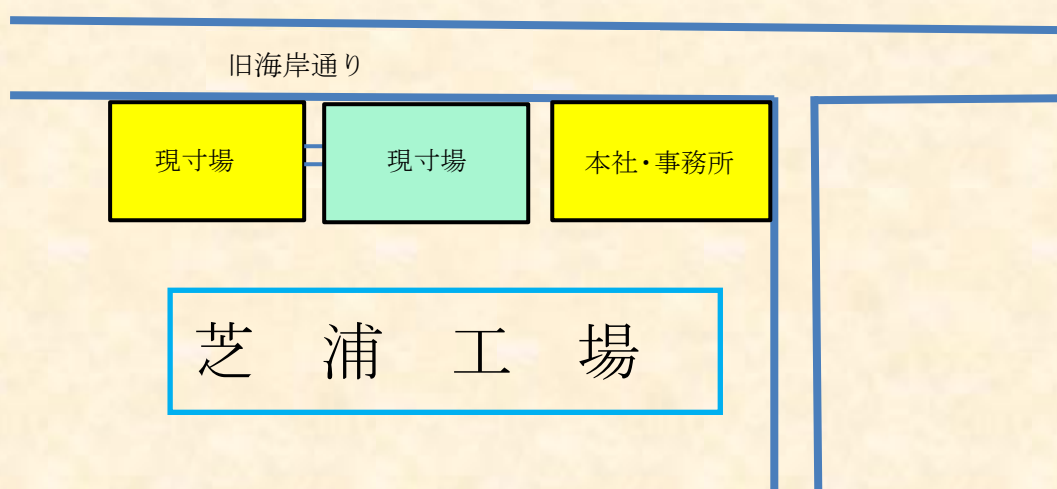 旧海岸通り
現寸場
現寸場
本社・事務所
芝 浦 工 場